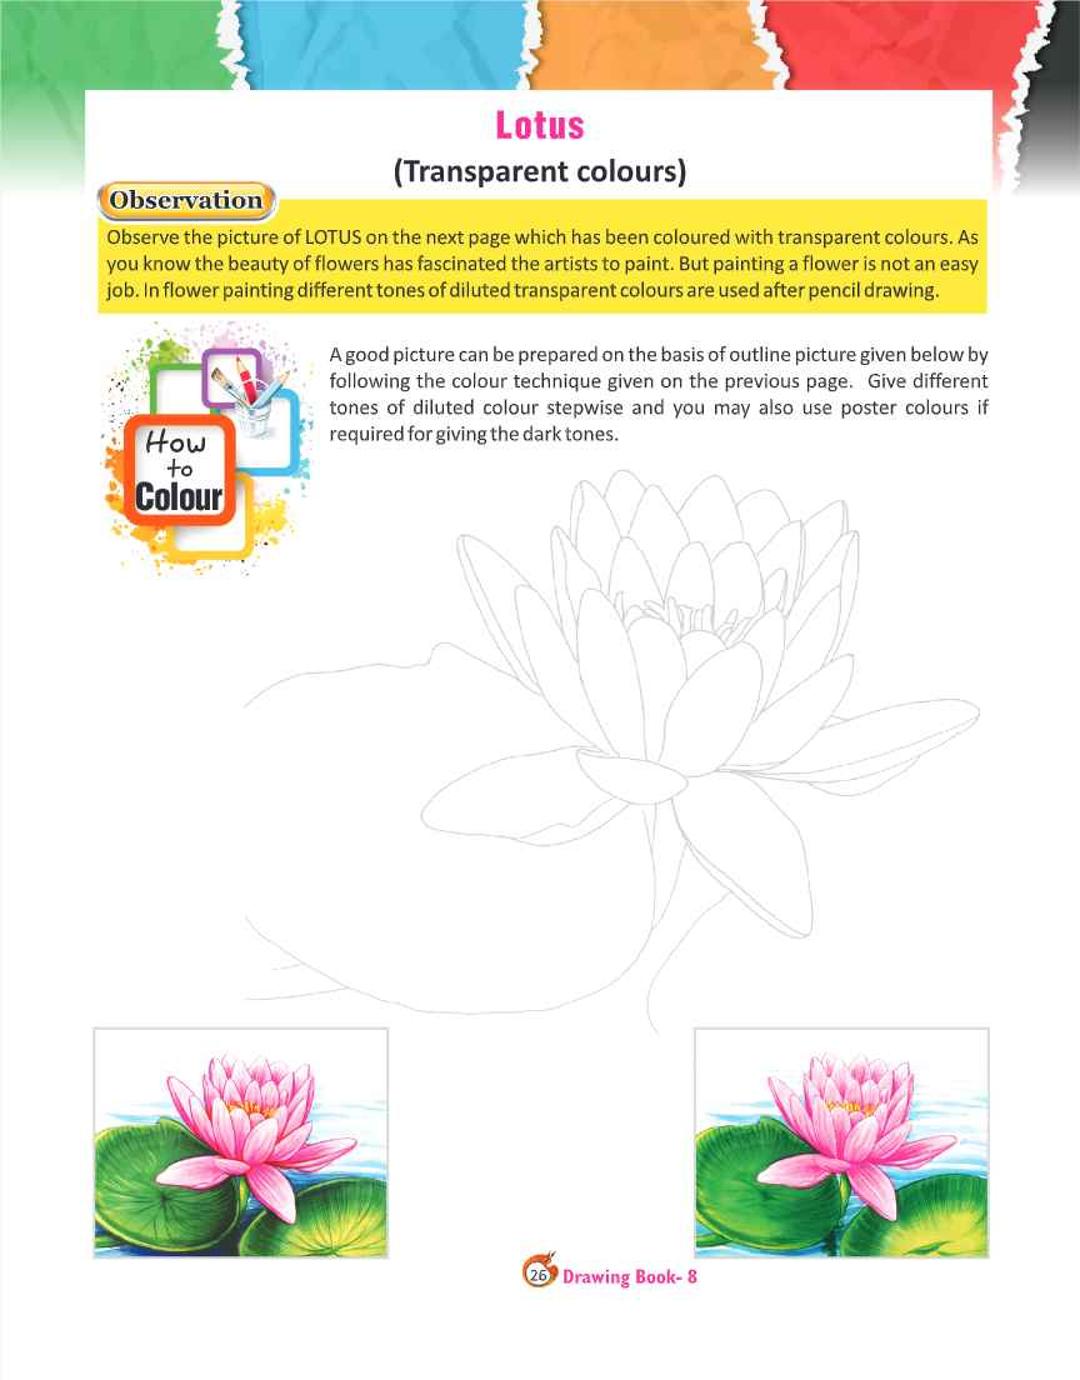 Lotus
(Transparent colours)
Observation
Observe the picture of LOTUS on the next page which has been coloured with transparent colours. As
you know the beauty of flowers has fascinated the artists to paint. But painting a flower is not an easy
job. In flower painting different tones of diluted transparent colours are used after pencil drawing.
How
to
Colour
A good picture can be prepared on the basis of outline picture given below by
following the colour technique given on the previous page. Give different
tones of diluted colour stepwise and you may also use poster colours if
required for giving the dark tones.
26 Drawing Book- 8